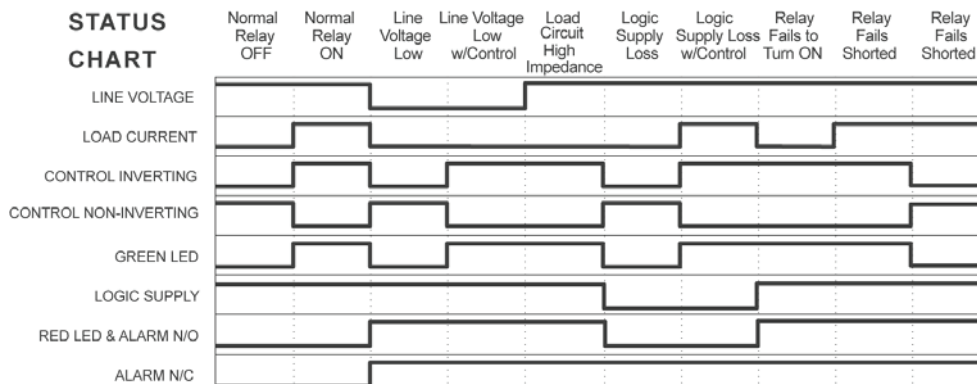 STATUS
CHART
Normal
Relay
OFF
Normal
Relay
ON
Line
Voltage
Low
Line Voltage
Low
w/Control
Load
Circuit
High
Impedance
Logic
Supply
Loss
Logic
Supply Loss
w/Control
Relay
Fails to
Turn ON
Relay
Fails
Shorted
Relay
Fails
Shorted
LINE VOLTAGE
LOAD CURRENT
CONTROL INVERTING
CONTROL NON-INVERTING
GREEN LED
LOGIC SUPPLY
RED LED & ALARM N/O
ALARM N/C